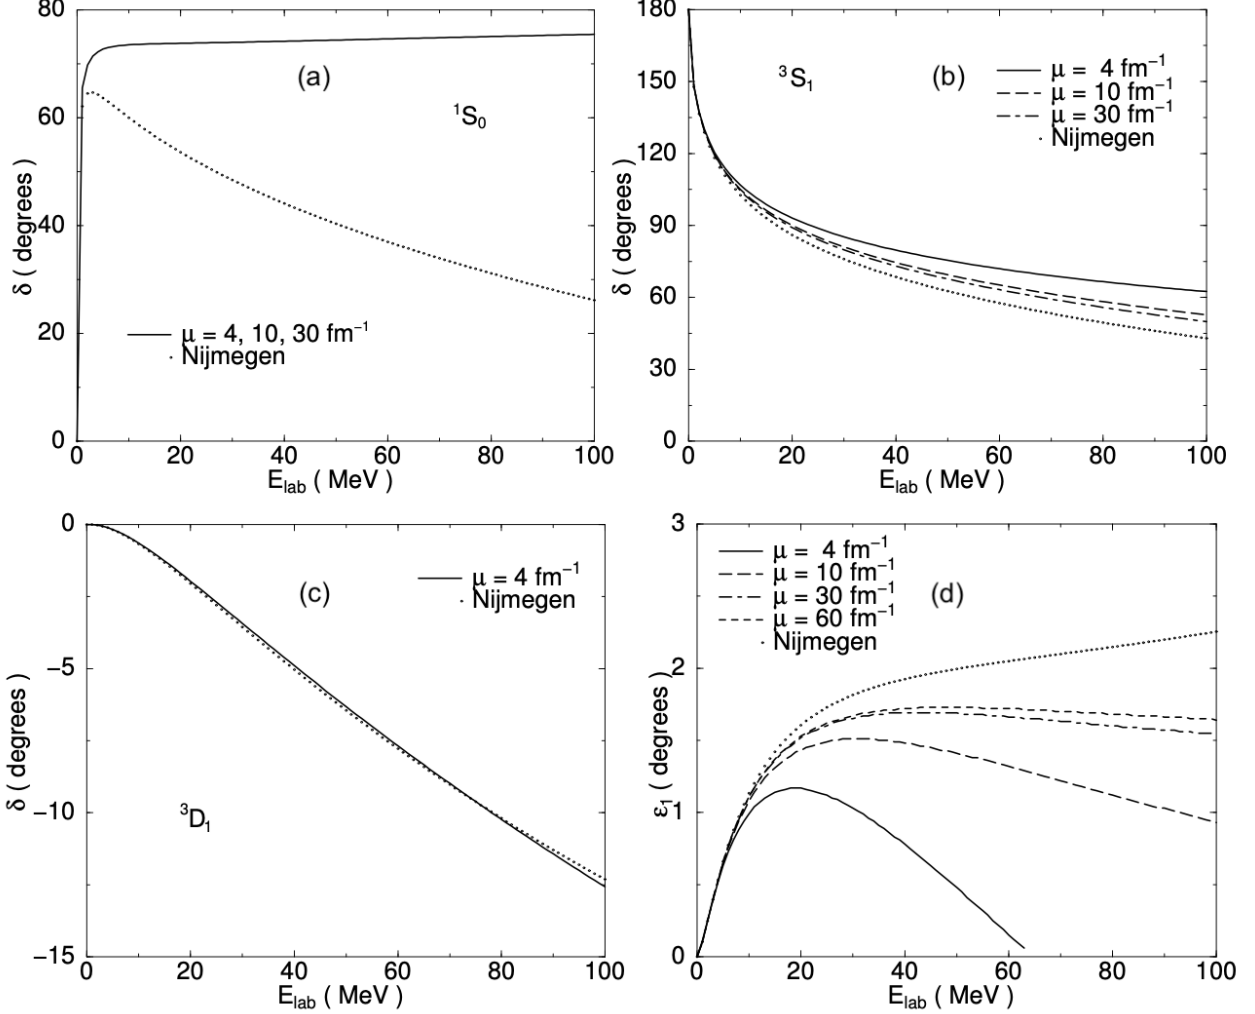 80
60
40
20
0
δ ( degrees )
(a)
¹S₀
μ = 4, 10, 30 fm⁻¹
Nijmegen
0 20 40 60 80 100
E_lab ( MeV )
180
150
120
90
60
30
0
δ ( degrees )
³S₁
(b)
μ = 4 fm⁻¹
μ = 10 fm⁻¹
μ = 30 fm⁻¹
Nijmegen
0 20 40 60 80 100
E_lab ( MeV )
0
−5
−10
−15
δ ( degrees )
(c)
μ = 4 fm⁻¹
Nijmegen
³D₁
0 20 40 60 80 100
E_lab ( MeV )
3
2
1
0
ε₁ ( degrees )
μ = 4 fm⁻¹
μ = 10 fm⁻¹
μ = 30 fm⁻¹
μ = 60 fm⁻¹
Nijmegen
(d)
0 20 40 60 80 100
E_lab ( MeV )